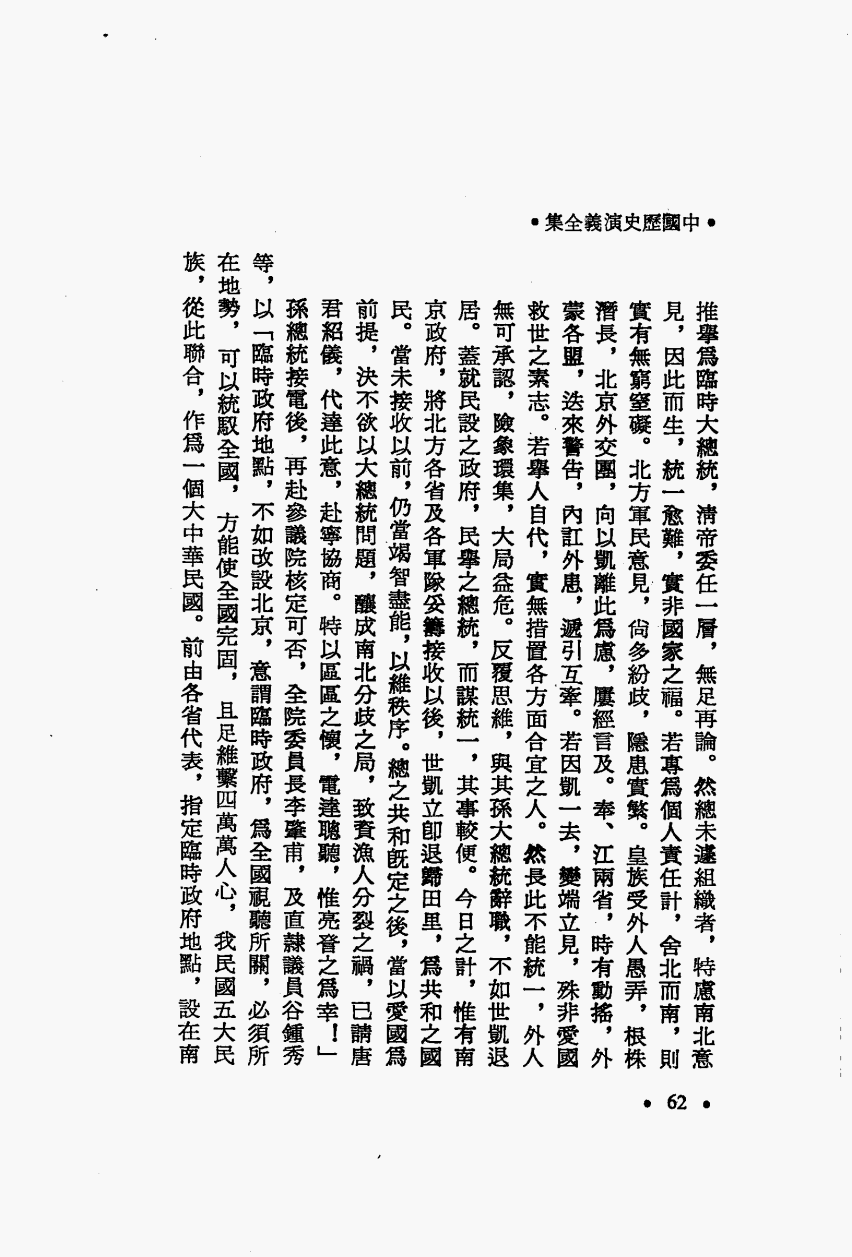 •中國歷史演義全集•
推舉爲臨時大總統，清帝委任一層，無足再論。然總未遽組織者，特慮南北意
見，因此而生，統一愈難，實非國家之福。若專爲個人責任計，舍北而南，則
實有無窮窒礙。北方軍民意見，尙多紛歧，隱患實繁。皇族受外人愚弄，根株
潛長，北京外交團，向以凱離此爲慮，屢經言及。奉、江兩省，時有動搖，外
蒙各盟，迭來警告，內訌外患，遞引互牽。若因凱一去，變端立見，殊非愛國
救世之素志。若舉人自代，實無措置各方面合宜之人。然長此不能統一，外人
無可承認，險象環集，大局益危。反覆思維，與其孫大總統辭職，不如世凱退
居。蓋就民設之政府，民舉之總統，而謀統一，其事較便。今日之計，惟有南
京政府，將北方各省及各軍隊妥籌接收以後，世凱立卽退歸田里，爲共和之國
民。當未接收以前，仍當竭智盡能，以維秩序。總之共和旣定之後，當以愛國爲
前提，決不欲以大總統問題，釀成南北分歧之局，致資漁人分裂之禍，已請唐
君紹儀，代達此意，赴寧協商。特以區區之懷，電達聰聽，惟亮詧之爲幸！」
孫總統接電後，再赴參議院核定可否，全院委員長李肇甫，及直隸議員谷鍾秀
等，以「臨時政府地點，不如改設北京，意謂臨時政府，爲全國視聽所關，必須所
在地勢，可以統馭全國，方能使全國完固，且足維繫四萬萬人心，我民國五大民
族，從此聯合，作爲一個大中華民國。前由各省代表，指定臨時政府地點，設在南
• 62 •